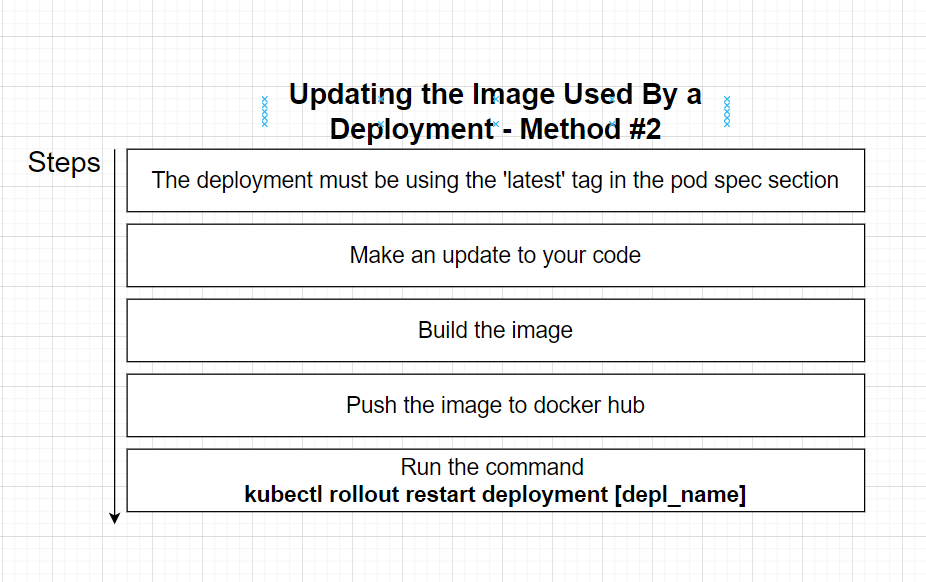 Updating the Image Used By a
Deployment - Method #2
Steps
The deployment must be using the 'latest' tag in the pod spec section
Make an update to your code
Build the image
Push the image to docker hub
Run the command
kubectl rollout restart deployment [depl_name]